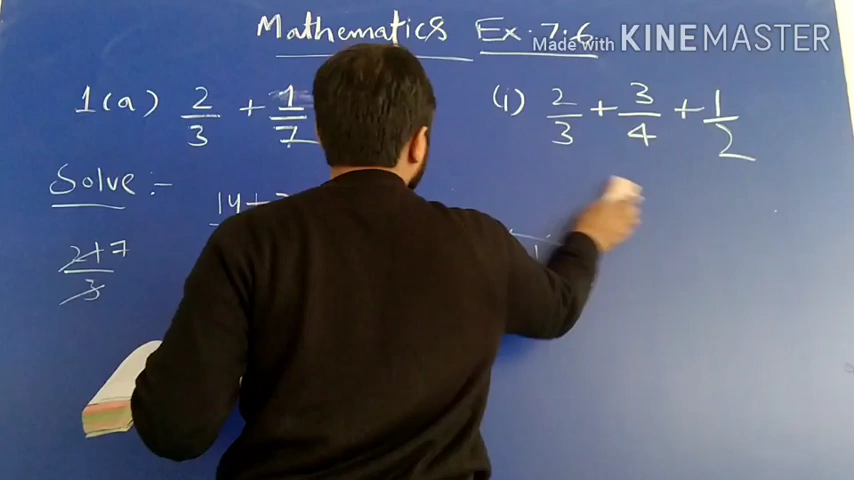 Mathematics Ex. 7.6
Made with KINEMASTER
1(a) 2/3 + 1/7
(i) 2/3 + 3/4 + 1/2
Solve :-
14+
2+7
3